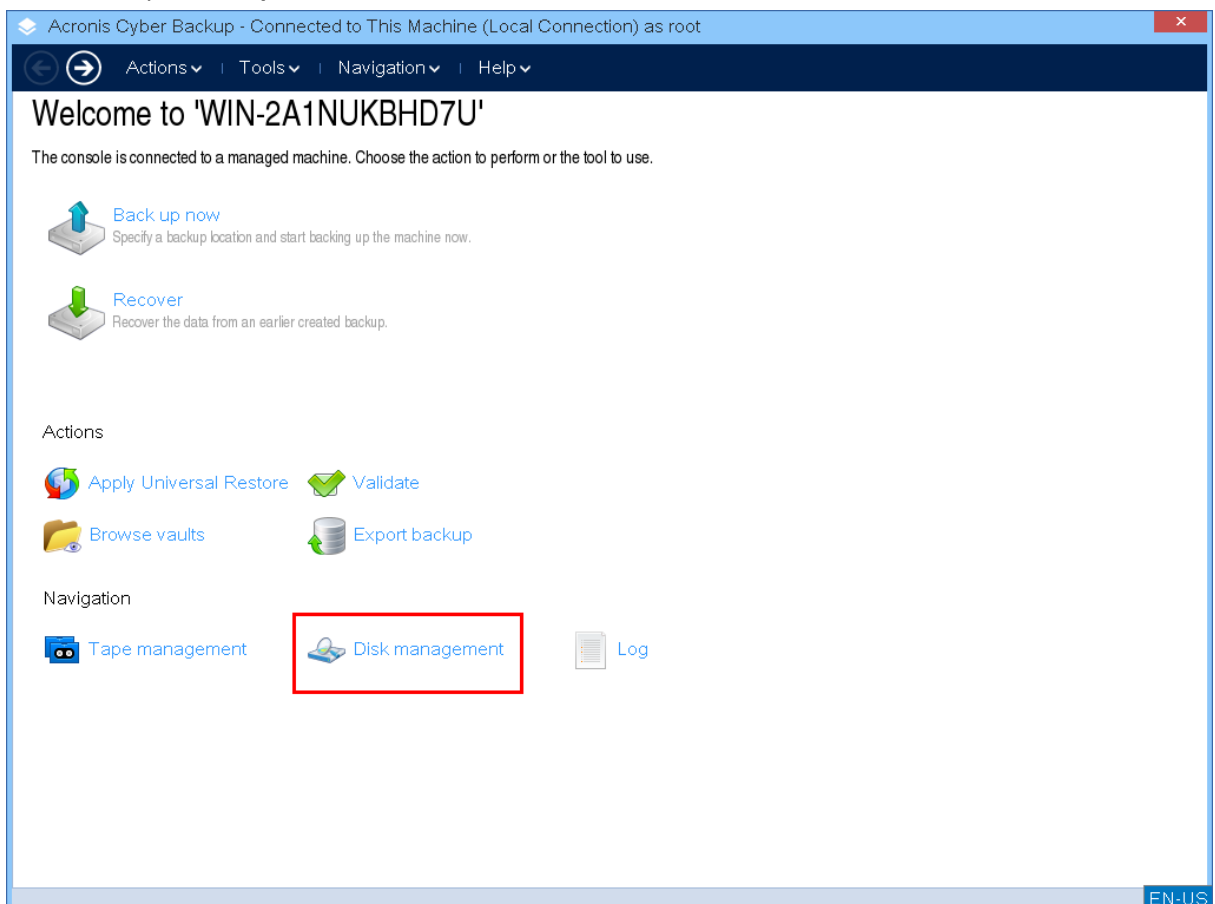 Acronis Cyber Backup - Connected to This Machine (Local Connection) as root
Actions Tools Navigation Help
Welcome to 'WIN-2A1NUKBHD7U'
The console is connected to a managed machine. Choose the action to perform or the tool to use.
Back up now
Specify a backup location and start backing up the machine now.
Recover
Recover the data from an earlier created backup.
Actions
Apply Universal Restore Validate
Browse vaults Export backup
Navigation
Tape management Disk management Log
EN-US